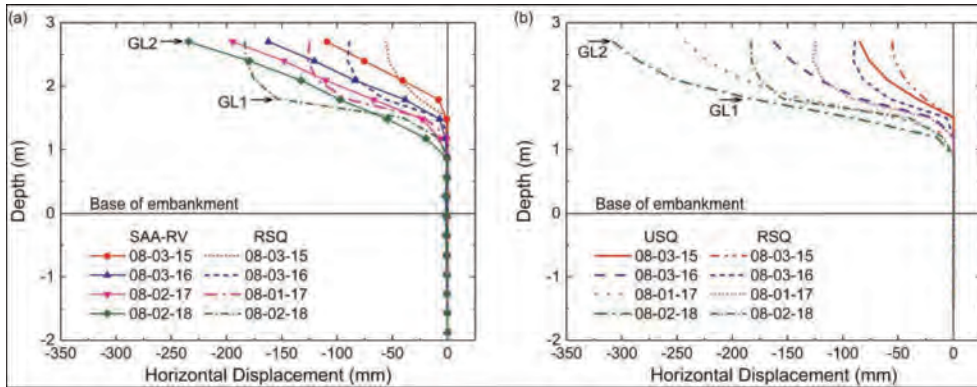 (a)
3
2
1
0
-1
-2
Depth (m)
GL2
GL1
Base of embankment
SAA-RV RSQ
08-03-15 08-03-15
08-03-16 08-03-16
08-02-17 08-01-17
08-02-18 08-02-18
-350 -300 -250 -200 -150 -100 -50 0
Horizontal Displacement (mm)
(b)
3
2
1
0
-1
-2
Depth (m)
GL2
GL1
Base of embankment
USQ RSQ
08-03-15 08-03-15
08-03-16 08-03-16
08-01-17 08-01-17
08-02-18 08-02-18
-350 -300 -250 -200 -150 -100 -50 0
Horizontal Displacement (mm)